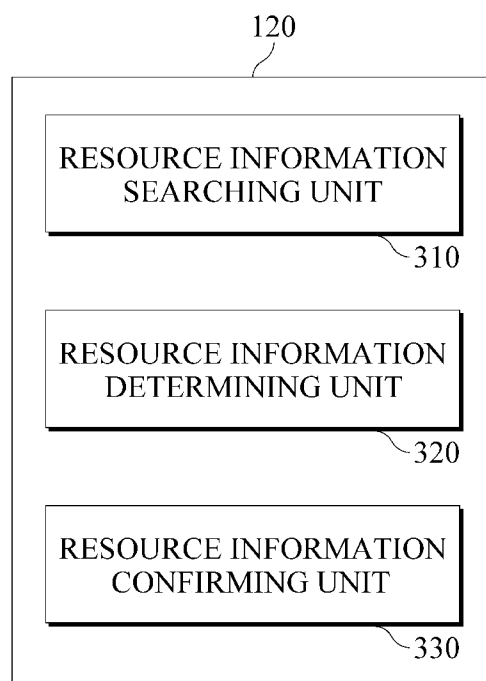 120
RESOURCE INFORMATION
SEARCHING UNIT
310
RESOURCE INFORMATION
DETERMINING UNIT
320
RESOURCE INFORMATION
CONFIRMING UNIT
330